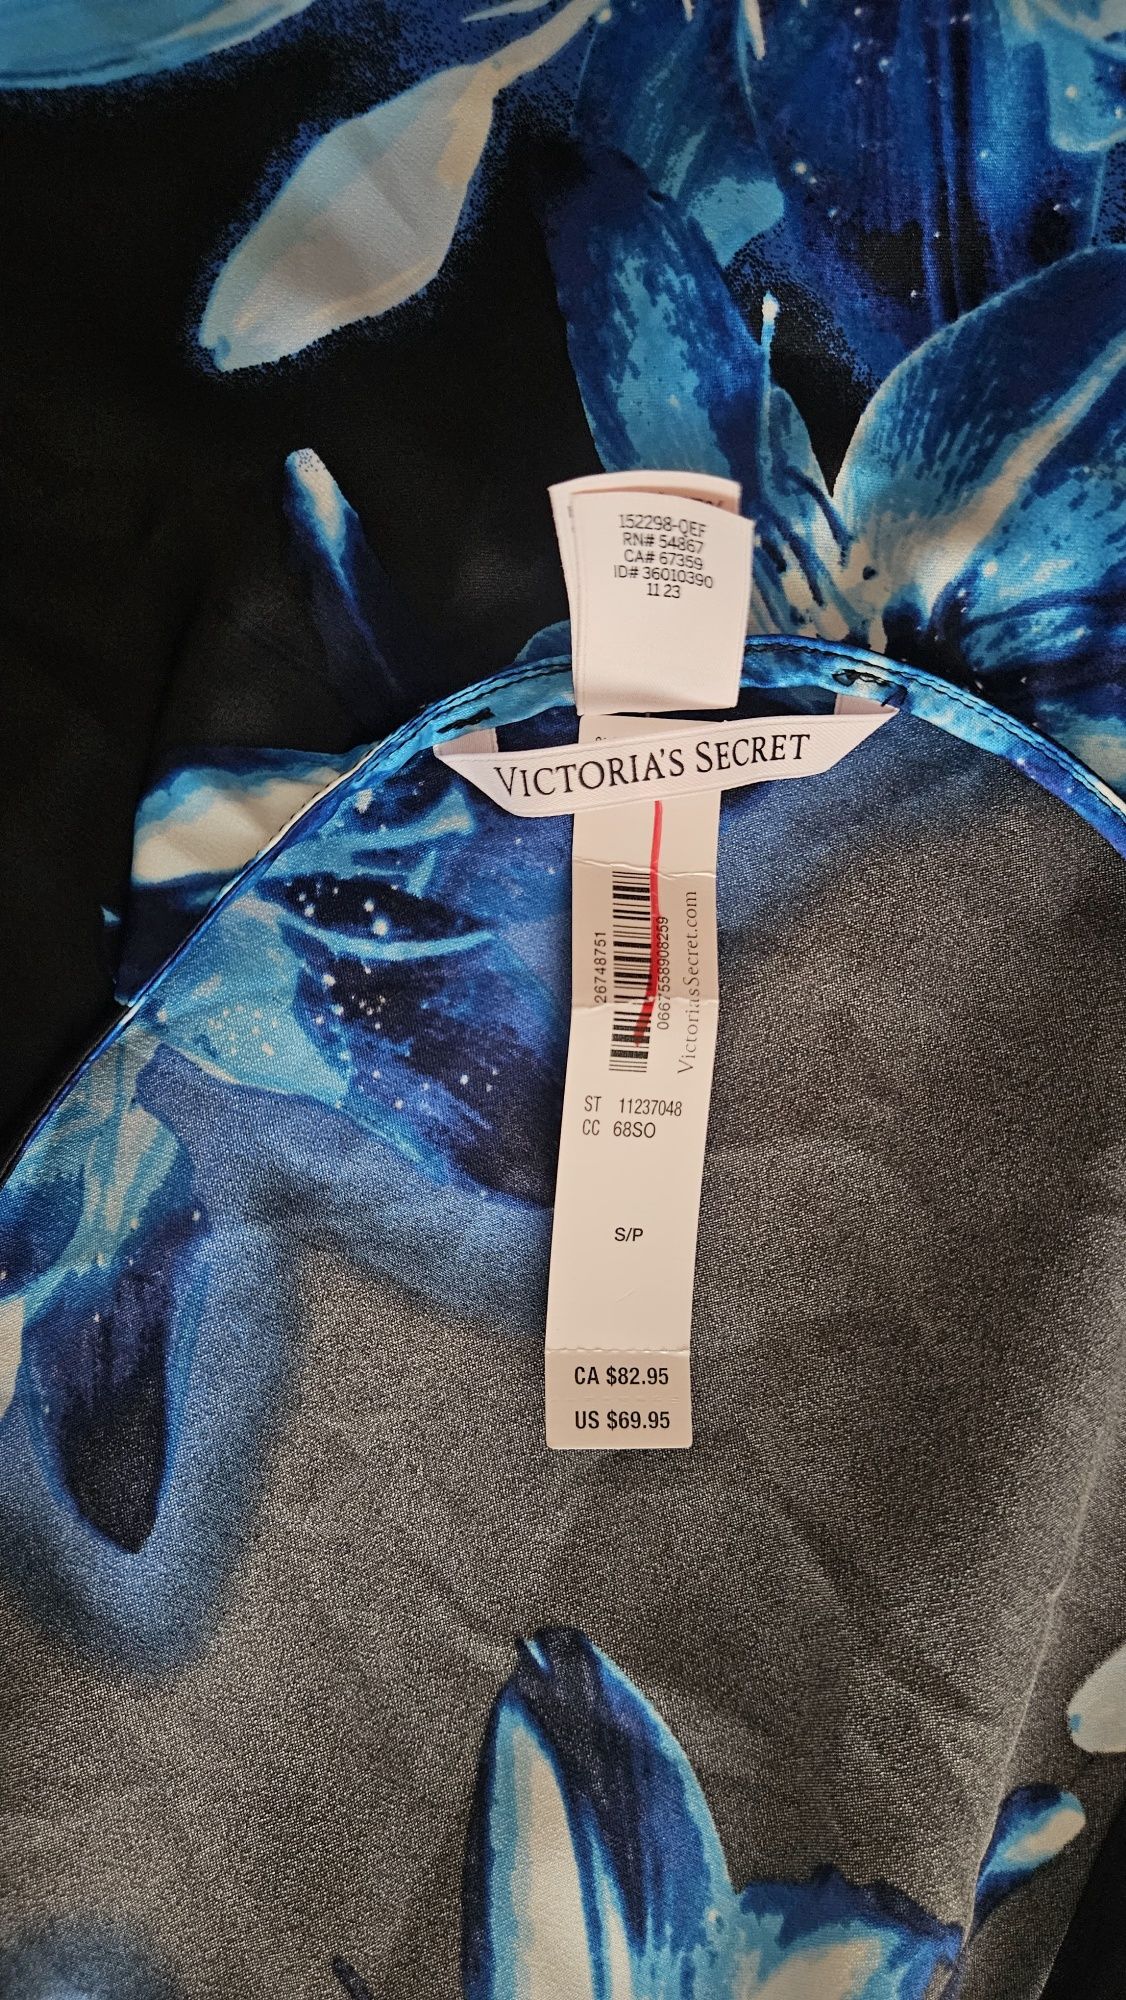 152298-QEF
RN# 54867
CA# 67359
ID# 36010390
11 23
VICTORIA'S SECRET
26748751
0667558908259
VictoriasSecret.com
ST 11237048
CC 68SO
S/P
CA $82.95
US $69.95